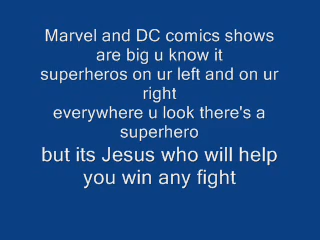 Marvel and DC comics shows
are big u know it
superheros on ur left and on ur
right
everywhere u look there's a
superhero
but its Jesus who will help
you win any fight